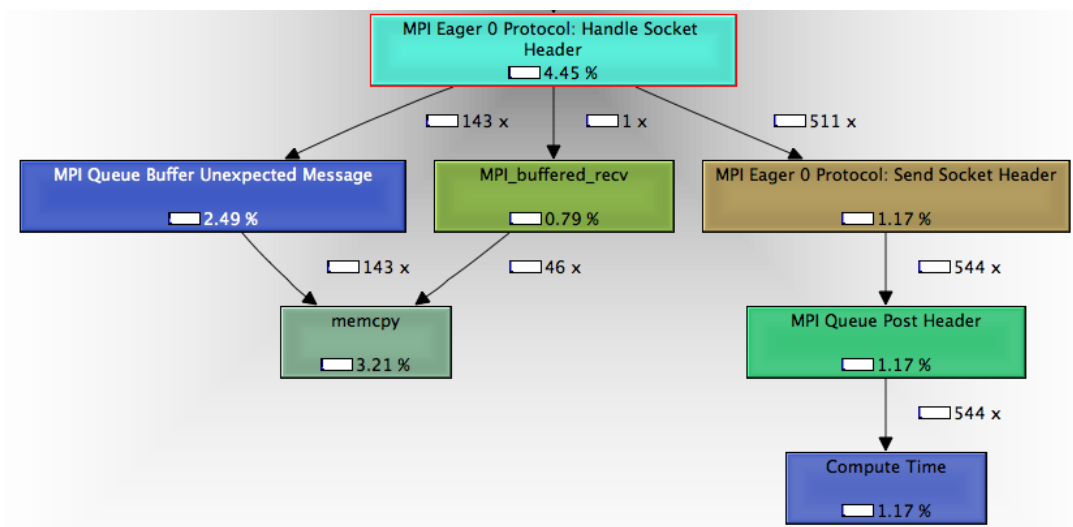 MPI Eager 0 Protocol: Handle Socket
Header
4.45 %
143 x
1 x
511 x
MPI Queue Buffer Unexpected Message
2.49 %
MPI_buffered_recv
0.79 %
MPI Eager 0 Protocol: Send Socket Header
1.17 %
143 x
46 x
544 x
memcpy
3.21 %
MPI Queue Post Header
1.17 %
544 x
Compute Time
1.17 %